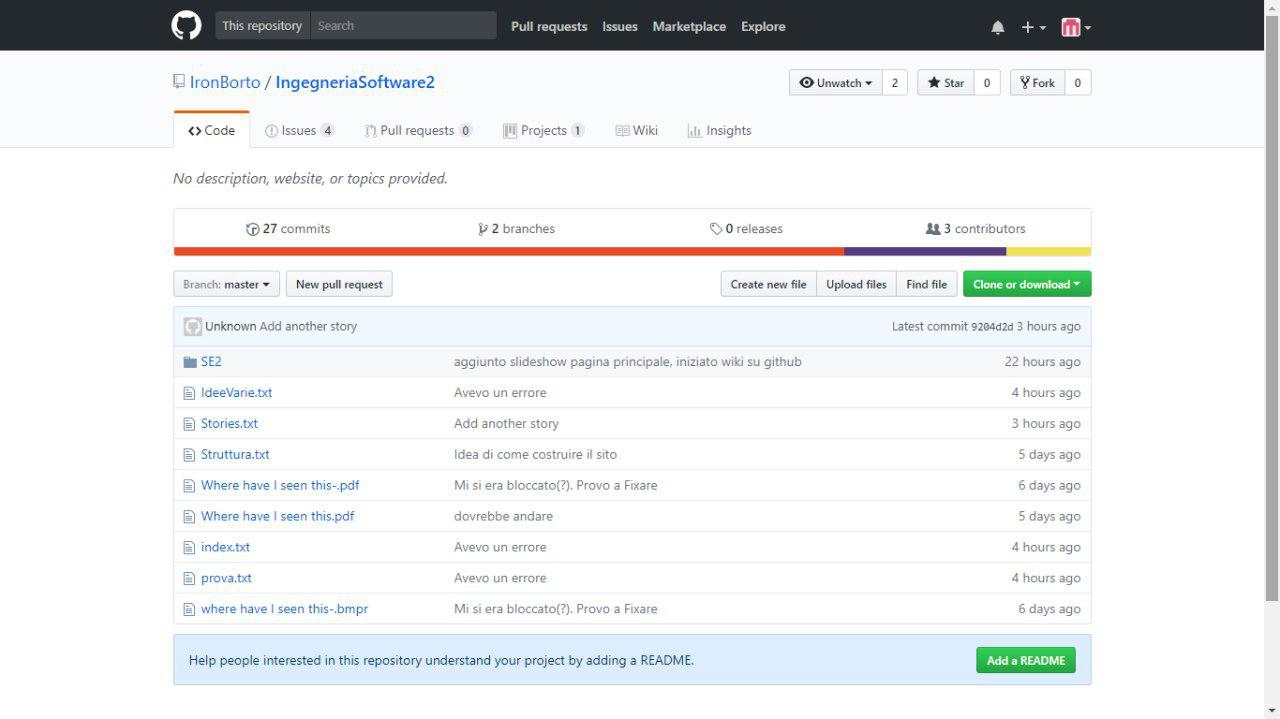 This repository Search Pull requests Issues Marketplace Explore
IronBorto / IngegneriaSoftware2 Unwatch 2 Star 0 Fork 0
Code Issues 4 Pull requests 0 Projects 1 Wiki Insights
No description, website, or topics provided.
27 commits 2 branches 0 releases 3 contributors
Branch: master New pull request Create new file Upload files Find file Clone or download
Unknown Add another story Latest commit 9204d2d 3 hours ago
SE2 aggiunto slideshow pagina principale, iniziato wiki su github 22 hours ago
IdeeVarie.txt Avevo un errore 4 hours ago
Stories.txt Add another story 3 hours ago
Struttura.txt Idea di come costruire il sito 5 days ago
Where have I seen this-.pdf Mi si era bloccato(?). Provo a Fixare 6 days ago
Where have I seen this.pdf dovrebbe andare 5 days ago
index.txt Avevo un errore 4 hours ago
prova.txt Avevo un errore 4 hours ago
where have I seen this-.bmpr Mi si era bloccato(?). Provo a Fixare 6 days ago
Help people interested in this repository understand your project by adding a README. Add a README